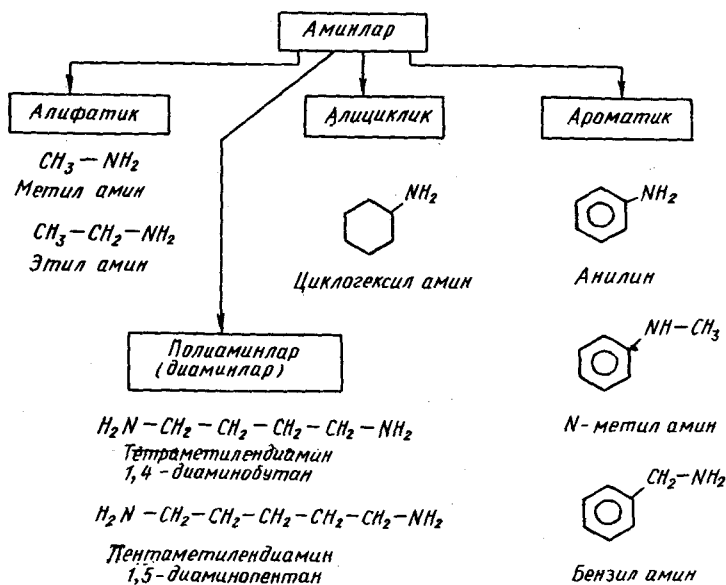 Аминлар
Алифатик
CH₃ — NH₂
Метил амин
CH₃ — CH₂ — NH₂
Этил амин
Алициклик
NH₂
Циклогексил амин
Ароматик
NH₂
Анилин
NH — CH₃
N - метил амин
CH₂ — NH₂
Бензил амин
Полиаминлар
(диаминлар)
H₂N — CH₂ — CH₂ — CH₂ — CH₂ — NH₂
Тетраметилендиамин
1,4 - диаминобутан
H₂N — CH₂ — CH₂ — CH₂ — CH₂ — CH₂ — NH₂
Пентаметилендиамин
1,5 - диаминопентан